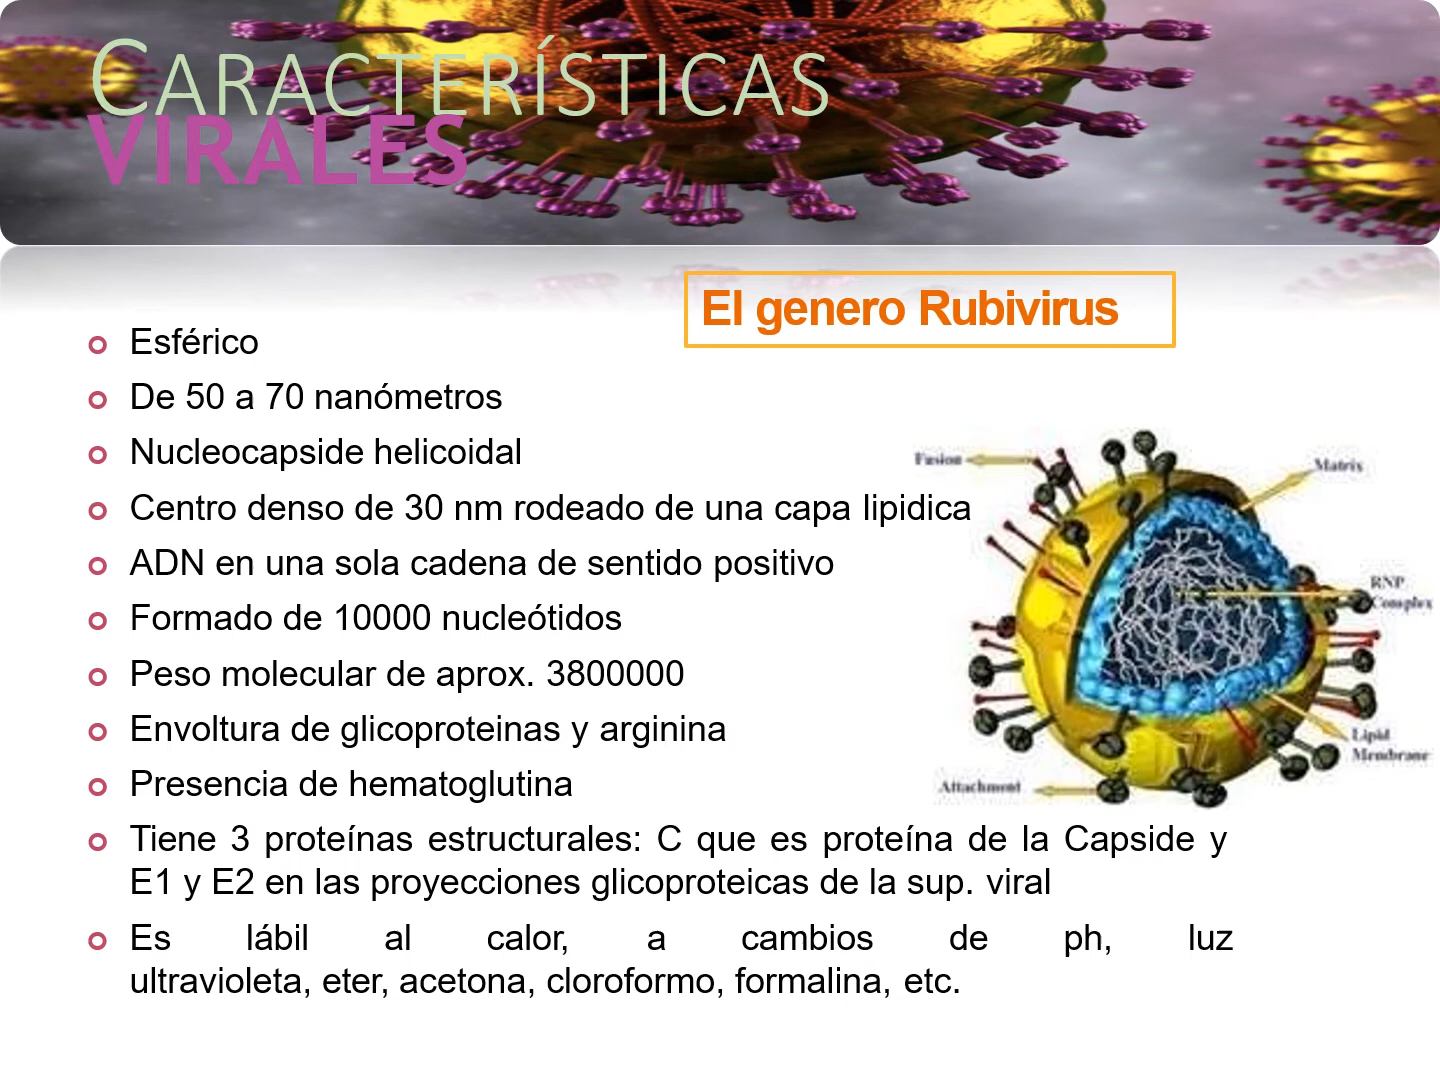 CARACTERÍSTICAS
VIRALES
El genero Rubivirus
Esférico
De 50 a 70 nanómetros
Nucleocapside helicoidal
Centro denso de 30 nm rodeado de una capa lipidica
ADN en una sola cadena de sentido positivo
Formado de 10000 nucleótidos
Peso molecular de aprox. 3800000
Envoltura de glicoproteinas y arginina
Presencia de hematoglutina
Tiene 3 proteínas estructurales: C que es proteína de la Capside y
E1 y E2 en las proyecciones glicoproteicas de la sup. viral
Es lábil al calor, a cambios de ph, luz
ultravioleta, eter, acetona, cloroformo, formalina, etc.
Fusion
Matrix
RNP
Complex
Lipid
Membrane
Attachment